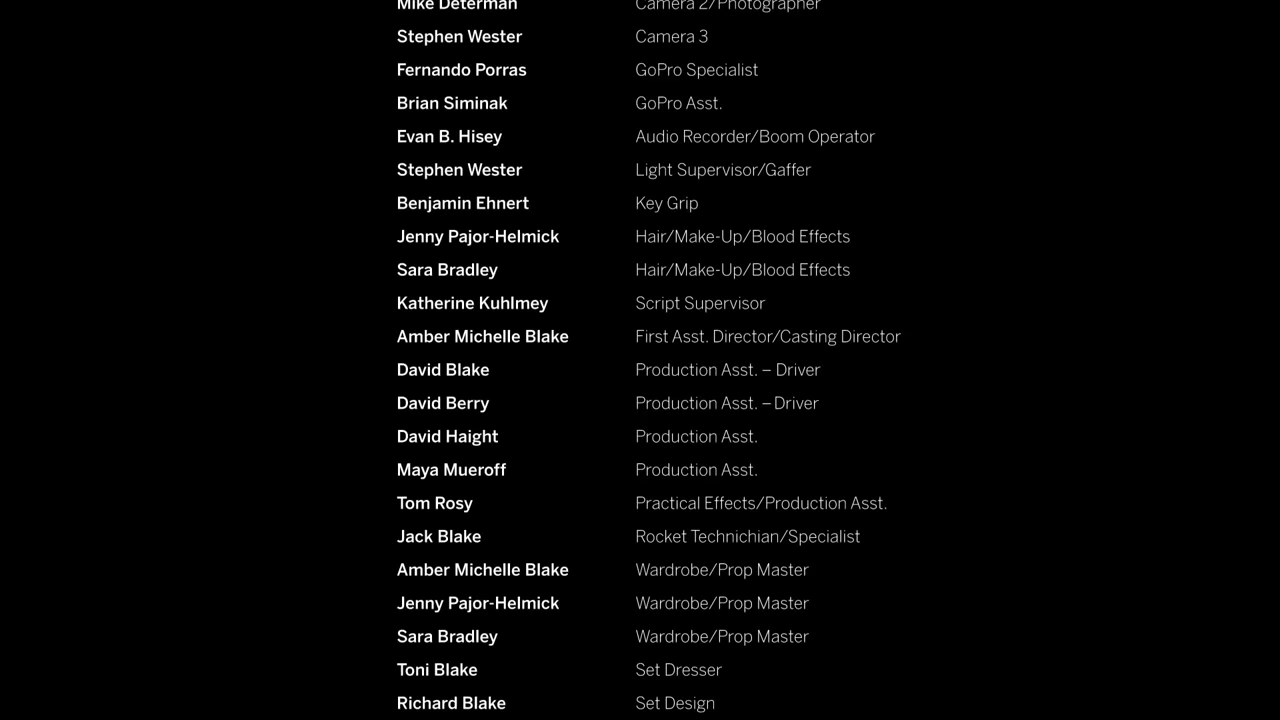 Mike Determan Camera 2/Photographer
Stephen Wester Camera 3
Fernando Porras GoPro Specialist
Brian Siminak GoPro Asst.
Evan B. Hisey Audio Recorder/Boom Operator
Stephen Wester Light Supervisor/Gaffer
Benjamin Ehnert Key Grip
Jenny Pajor-Helmick Hair/Make-Up/Blood Effects
Sara Bradley Hair/Make-Up/Blood Effects
Katherine Kuhlmey Script Supervisor
Amber Michelle Blake First Asst. Director/Casting Director
David Blake Production Asst. – Driver
David Berry Production Asst. – Driver
David Haight Production Asst.
Maya Mueroff Production Asst.
Tom Rosy Practical Effects/Production Asst.
Jack Blake Rocket Technichian/Specialist
Amber Michelle Blake Wardrobe/Prop Master
Jenny Pajor-Helmick Wardrobe/Prop Master
Sara Bradley Wardrobe/Prop Master
Toni Blake Set Dresser
Richard Blake Set Design